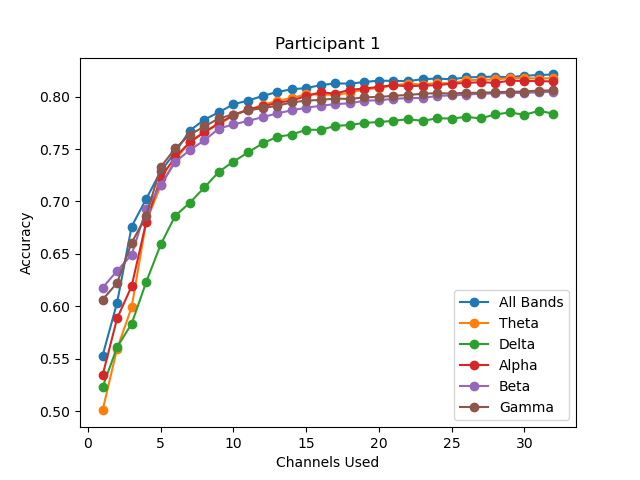 Participant 1
Accuracy
0.80
0.75
0.70
0.65
0.60
0.55
0.50
All Bands
Theta
Delta
Alpha
Beta
Gamma
0 5 10 15 20 25 30
Channels Used